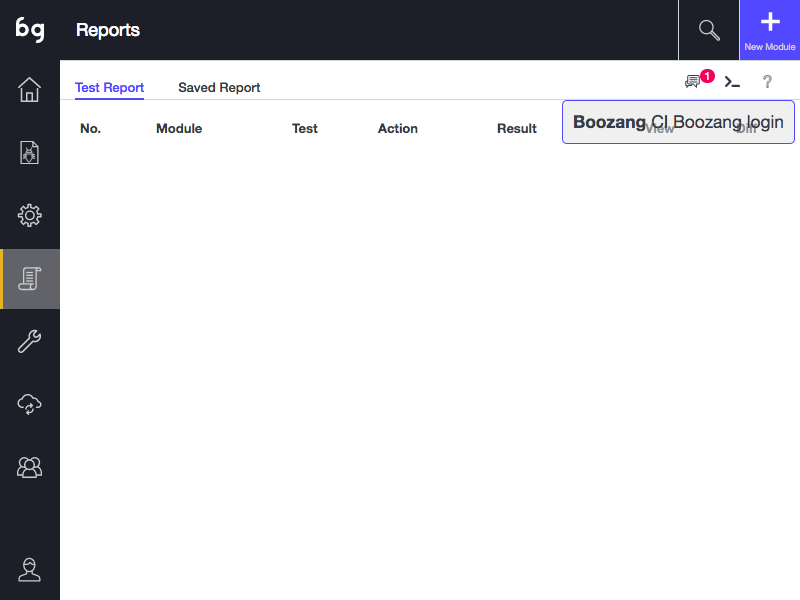 bg Reports
New Module
Test Report Saved Report 1 ?
No. Module Test Action Result View Diff
Boozang CI Boozang login